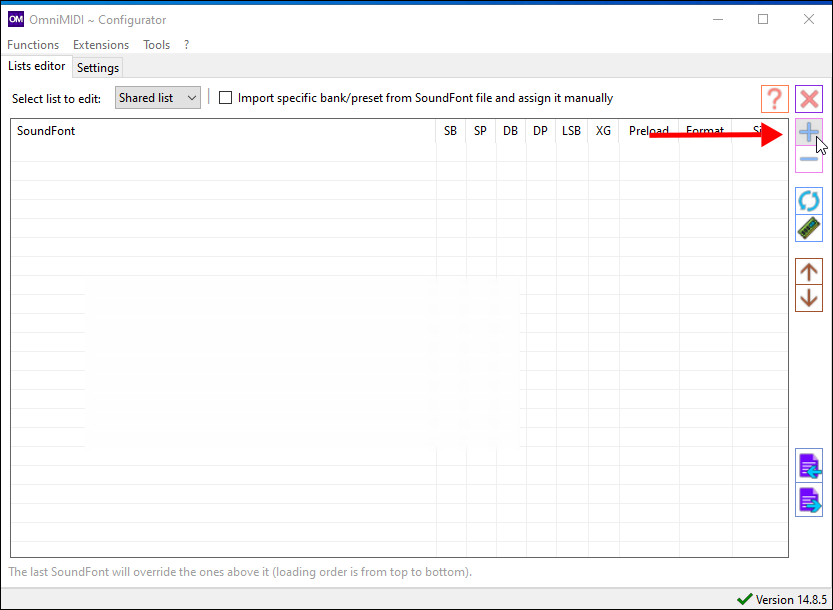 OM OmniMIDI ~ Configurator
Functions Extensions Tools ?
Lists editor Settings
Select list to edit: Shared list Import specific bank/preset from SoundFont file and assign it manually
SoundFont SB SP DB DP LSB XG Preload Format
The last SoundFont will override the ones above it (loading order is from top to bottom).
Version 14.8.5